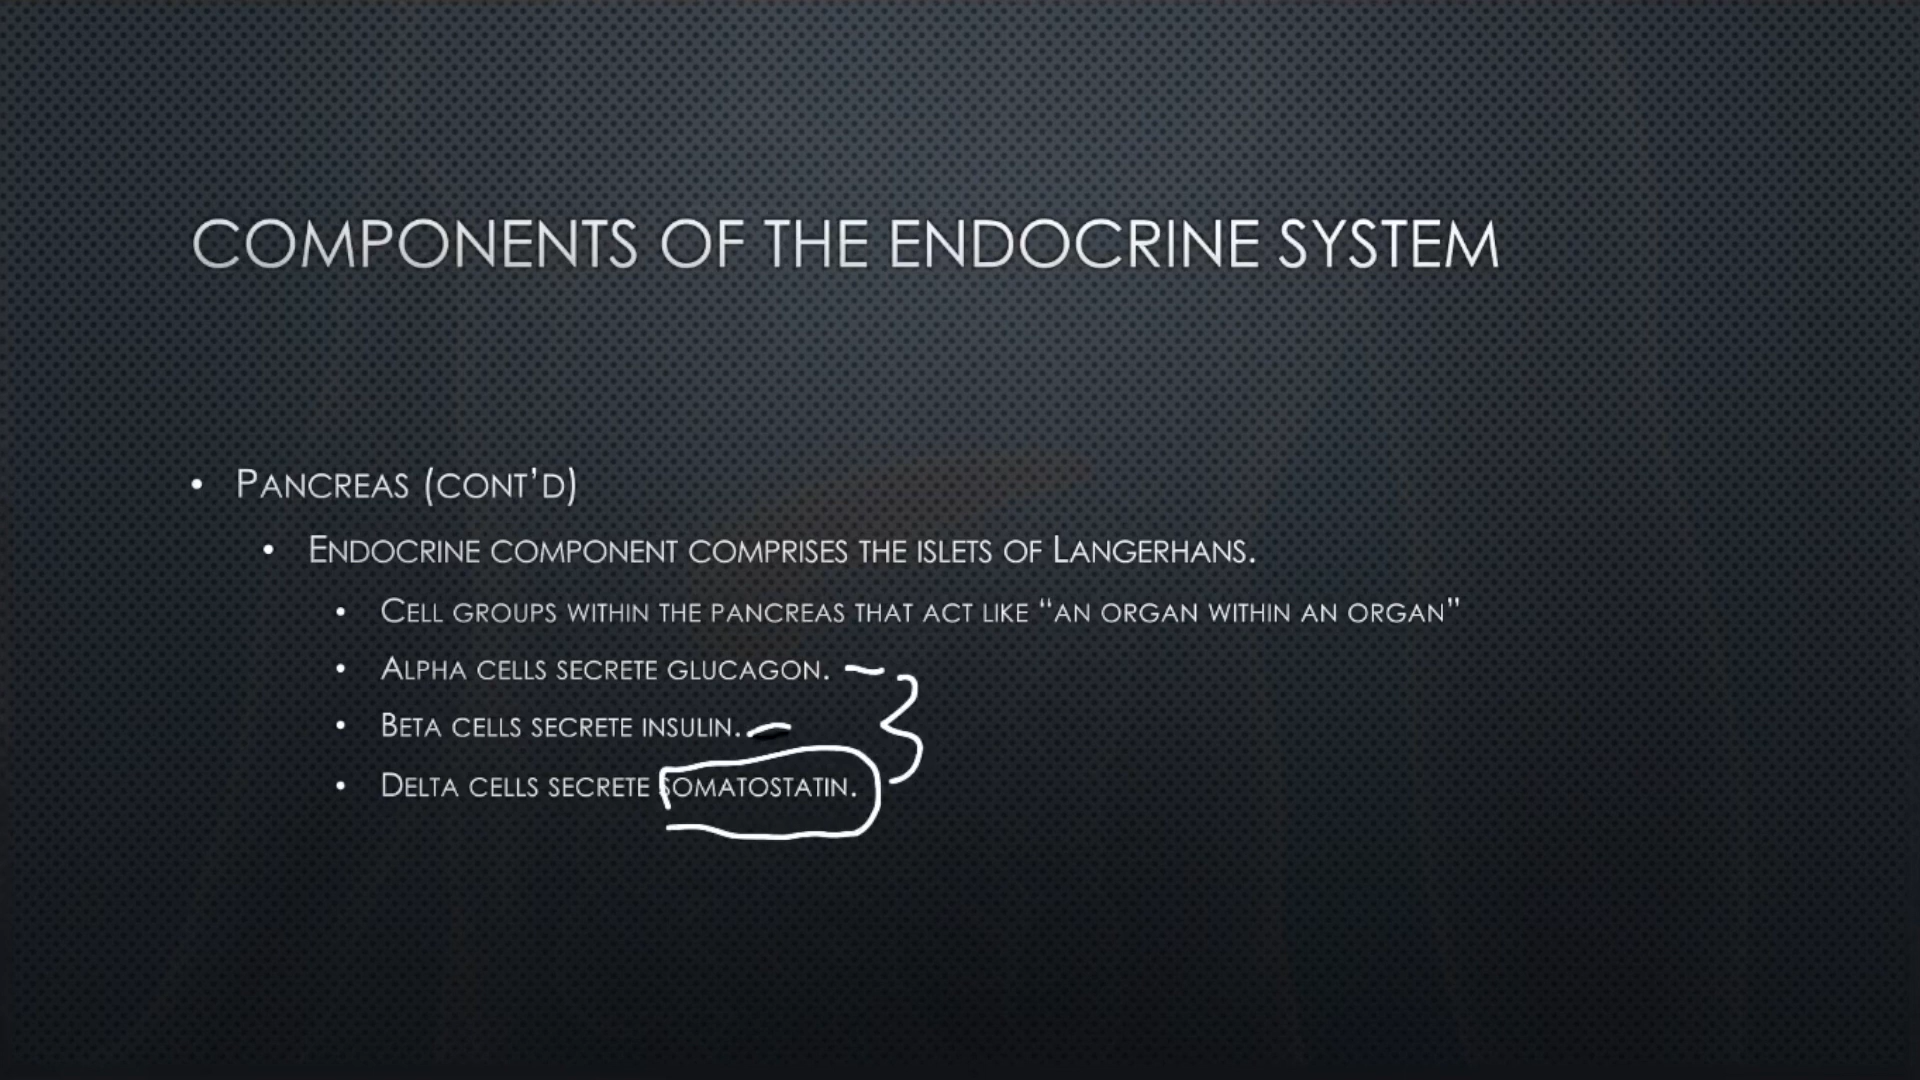 COMPONENTS OF THE ENDOCRINE SYSTEM
• PANCREAS (CONT'D)
• ENDOCRINE COMPONENT COMPRISES THE ISLETS OF LANGERHANS.
• CELL GROUPS WITHIN THE PANCREAS THAT ACT LIKE “AN ORGAN WITHIN AN ORGAN”
• ALPHA CELLS SECRETE GLUCAGON.
• BETA CELLS SECRETE INSULIN.
• DELTA CELLS SECRETE SOMATOSTATIN.